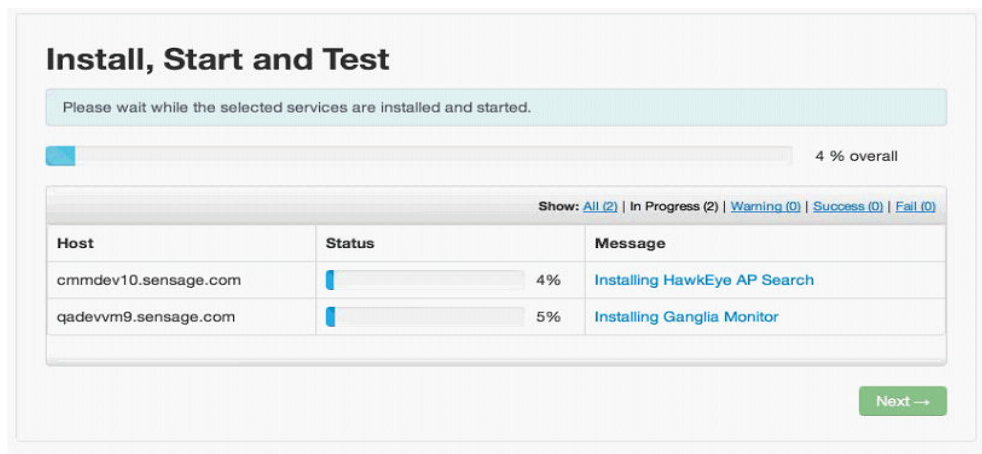 Install, Start and Test
Please wait while the selected services are installed and started.
4 % overall
Show: All (2) | In Progress (2) | Warning (0) | Success (0) | Fail (0)
Host Status Message
cmmdev10.sensage.com 4% Installing HawkEye AP Search
qadevvm9.sensage.com 5% Installing Ganglia Monitor
Next →